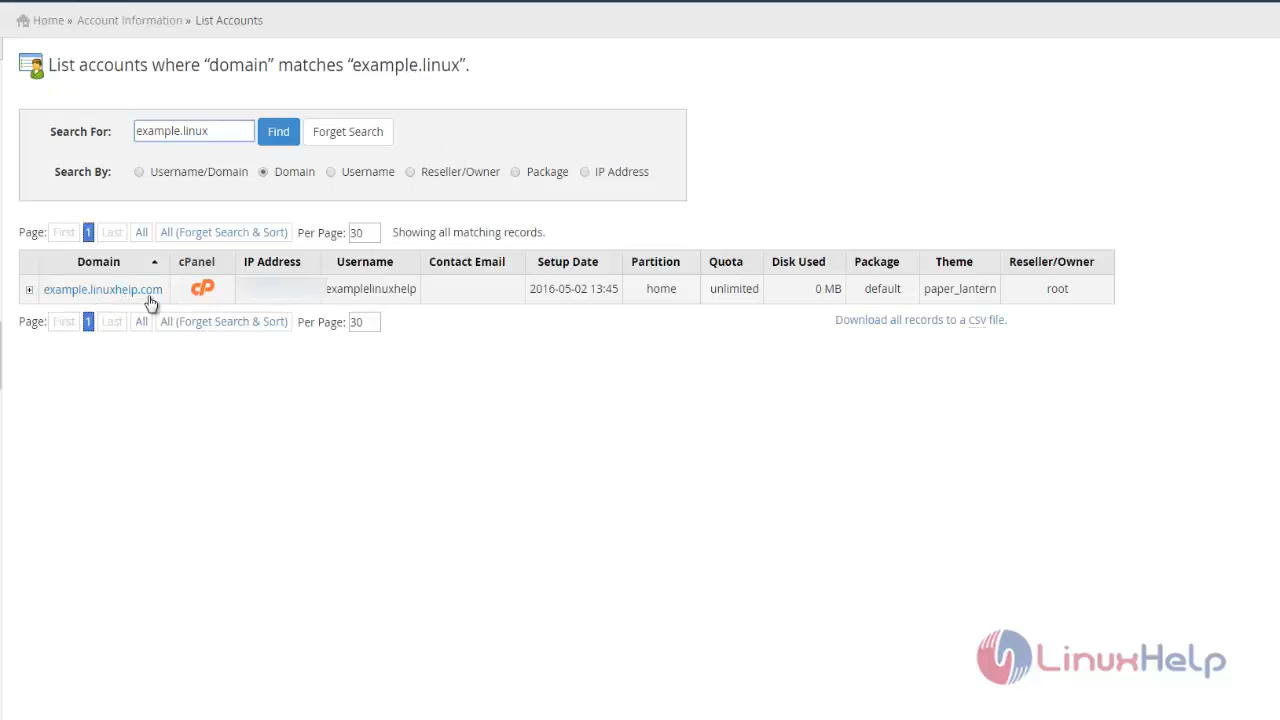 Home » Account Information » List Accounts
List accounts where “domain” matches “example.linux”.
Search For: example.linux Find Forget Search
Search By: Username/Domain Domain Username Reseller/Owner Package IP Address
Page: First 1 Last All All (Forget Search & Sort) Per Page: 30 Showing all matching records.
Domain cPanel IP Address Username Contact Email Setup Date Partition Quota Disk Used Package Theme Reseller/Owner
example.linuxhelp.com cP examplelinuxhelp 2016-05-02 13:45 home unlimited 0 MB default paper_lantern root
Page: First 1 Last All All (Forget Search & Sort) Per Page: 30 Download all records to a CSV file.
LinuxHelp